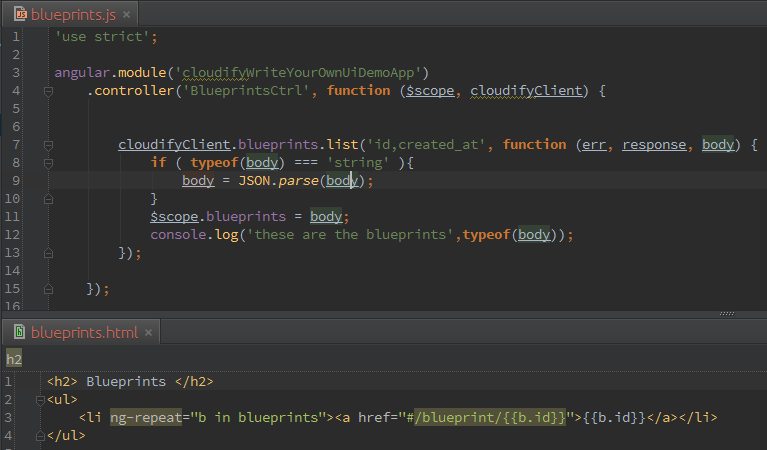 blueprints.js ×
1 'use strict';
2
3 angular.module('cloudifyWriteYourOwnUiDemoApp')
4 .controller('BlueprintsCtrl', function ($scope, cloudifyClient) {
5
6
7 cloudifyClient.blueprints.list('id,created_at', function (err, response, body) {
8 if ( typeof(body) === 'string' ){
9 body = JSON.parse(body);
10 }
11 $scope.blueprints = body;
12 console.log('these are the blueprints',typeof(body));
13 });
14
15 });
16
blueprints.html ×
h2
1 <h2> Blueprints </h2>
2 <ul>
3 <li ng-repeat="b in blueprints"><a href="#/blueprint/{{b.id}}">{{b.id}}</a></li>
4 </ul>